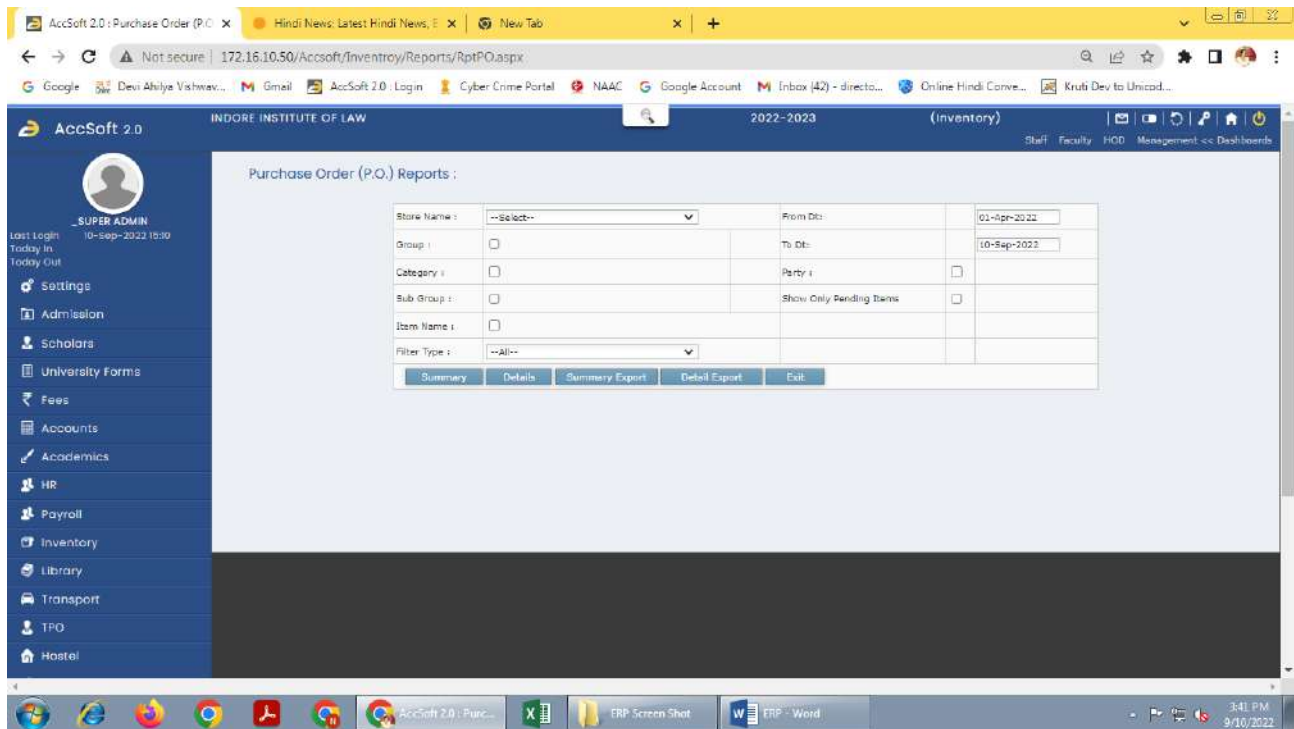 AccSoft 2.0 : Purchase Order (P.O
Hindi News: Latest Hindi News, E
New Tab
Not secure | 172.16.10.50/Accsoft/Inventroy/Reports/RptPO.aspx
Google Devi Ahilya Vishwav... Gmail AccSoft 2.0 : Login Cyber Crime Portal NAAC Google Account Inbox (42) - directo... Online Hindi Conve... Kruti Dev to Unicod...
AccSoft 2.0 INDORE INSTITUTE OF LAW 2022-2023 (Inventory)
Staff Faculty HOD Management << Dashboards
Purchase Order (P.O.) Reports :
_SUPER ADMIN
Last Login 10-Sep-2022 15:10
Today In
Today Out
Settings
Admission
Scholars
University Forms
Fees
Accounts
Academics
HR
Payroll
Inventory
Library
Transport
TPO
Hostel
Store Name : --Select-- From Dt: 01-Apr-2022
Group : To Dt: 10-Sep-2022
Category : Party :
Sub Group : Show Only Pending Items
Item Name :
Filter Type : --All--
Summary Details Summary Export Detail Export Exit
AccSoft 2.0 : Purc... ERP Screen Shot ERP - Word
3:41 PM
9/10/2022